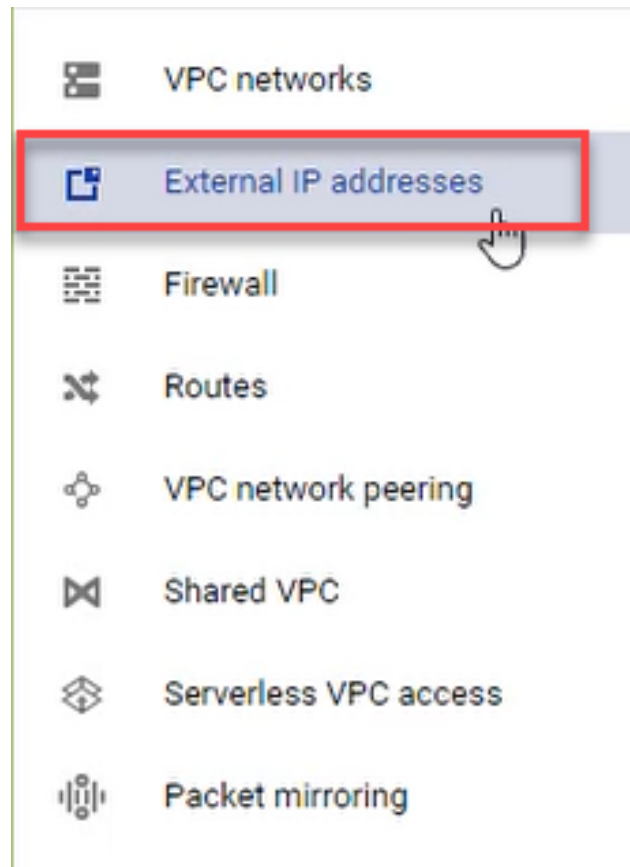 VPC networks
External IP addresses
Firewall
Routes
VPC network peering
Shared VPC
Serverless VPC access
Packet mirroring